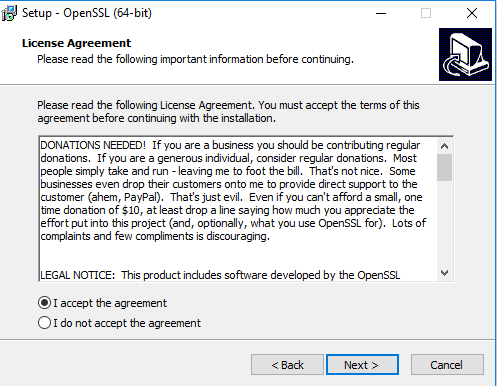 Setup - OpenSSL (64-bit)
License Agreement
Please read the following important information before continuing.
Please read the following License Agreement. You must accept the terms of this
agreement before continuing with the installation.
DONATIONS NEEDED!  If you are a business you should be contributing regular
donations.  If you are a generous individual, consider regular donations.  Most
people simply take and run - leaving me to foot the bill.  That's not nice.  Some
businesses even drop their customers onto me to provide direct support to the
customer (ahem, PayPal).  That's just evil.  Even if you can't afford a small, one
time donation of $10, at least drop a line saying how much you appreciate the
effort put into this project (and, optionally, what you use OpenSSL for).  Lots of
complaints and few compliments is discouraging.
LEGAL NOTICE:  This product includes software developed by the OpenSSL
I accept the agreement
I do not accept the agreement
< Back
Next >
Cancel